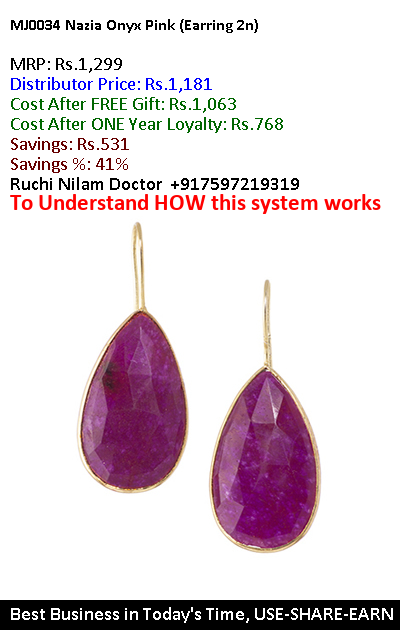 MJ0034 Nazia Onyx Pink (Earring 2n)
MRP: Rs.1,299
Distributor Price: Rs.1,181
Cost After FREE Gift: Rs.1,063
Cost After ONE Year Loyalty: Rs.768
Savings: Rs.531
Savings %: 41%
Ruchi Nilam Doctor +917597219319
To Understand HOW this system works
Best Business in Today's Time, USE-SHARE-EARN